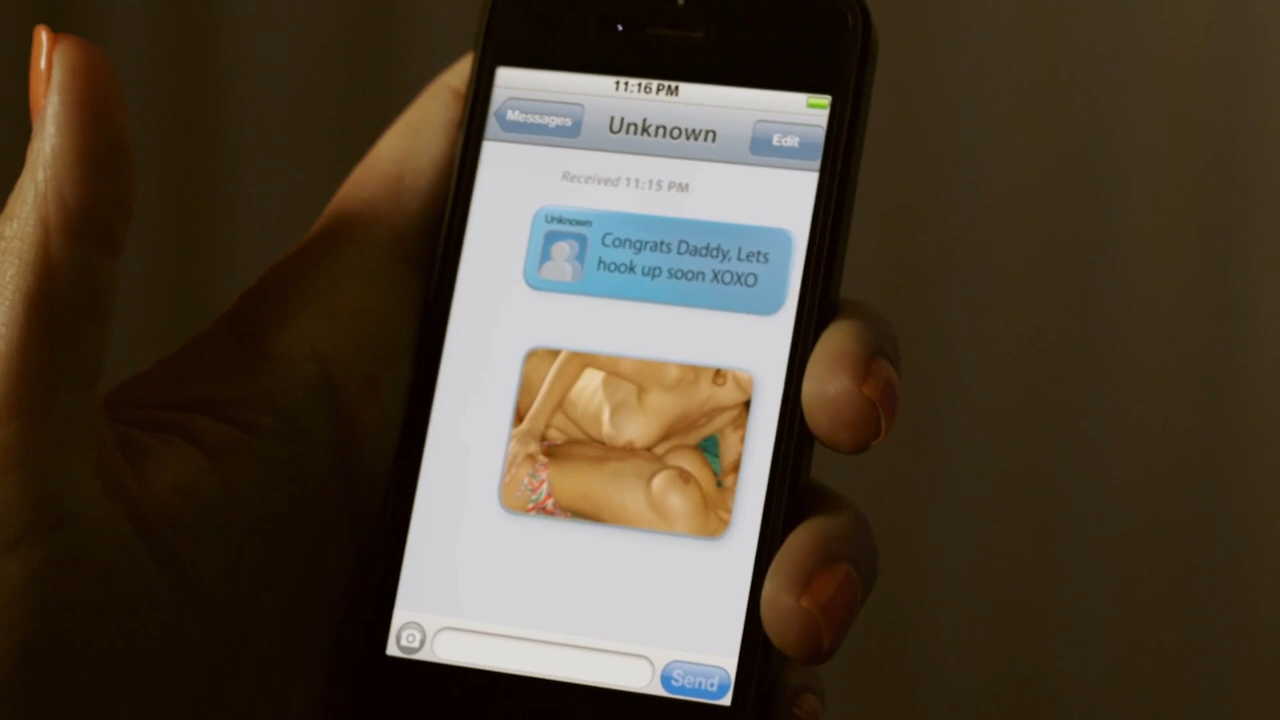 11:16 PM
Messages
Unknown
Edit
Received 11:15 PM
Unknown
Congrats Daddy, Lets
hook up soon XOXO
Send